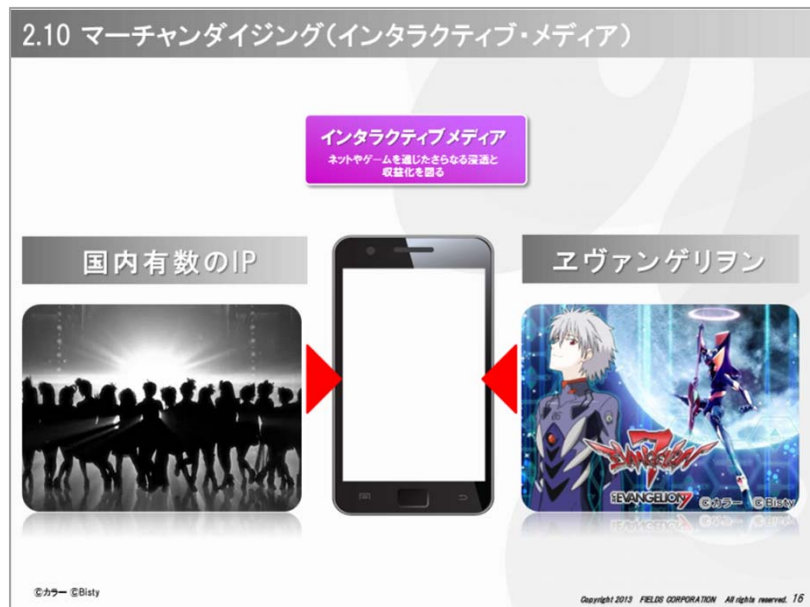 2.10 マーチャンダイジング（インタラクティブ・メディア）
インタラクティブメディア
ネットやゲームを通じたさらなる浸透と
収益化を図る
国内有数のIP
ヱヴァンゲリヲン
EVANGELION
7
EVANGELION7 ©カラー ©Bisty
©カラー ©Bisty
Copyright 2013 FIELDS CORPORATION All rights reserved. 16